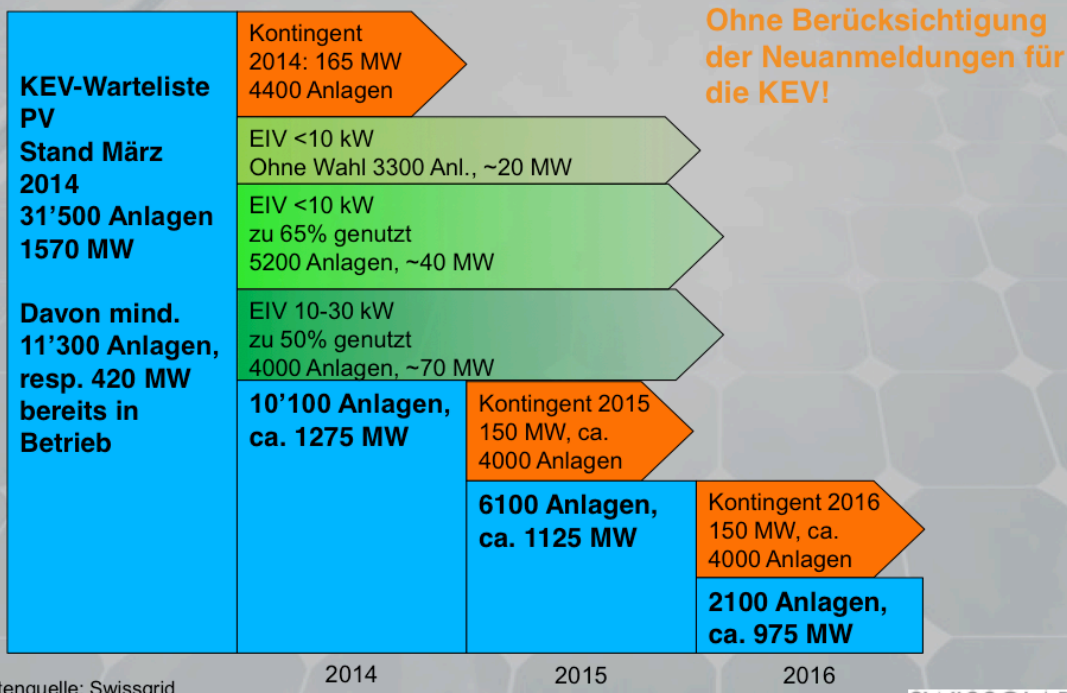 Ohne Berücksichtigung
der Neuanmeldungen für
die KEV!
KEV-Warteliste
PV
Stand März
2014
31’500 Anlagen
1570 MW
Davon mind.
11’300 Anlagen,
resp. 420 MW
bereits in
Betrieb
Kontingent
2014: 165 MW
4400 Anlagen
EIV <10 kW
Ohne Wahl 3300 Anl., ~20 MW
EIV <10 kW
zu 65% genutzt
5200 Anlagen, ~40 MW
EIV 10-30 kW
zu 50% genutzt
4000 Anlagen, ~70 MW
10’100 Anlagen,
ca. 1275 MW
Kontingent 2015
150 MW, ca.
4000 Anlagen
6100 Anlagen,
ca. 1125 MW
Kontingent 2016
150 MW, ca.
4000 Anlagen
2100 Anlagen,
ca. 975 MW
2014
2015
2016
tenquelle: Swissgrid